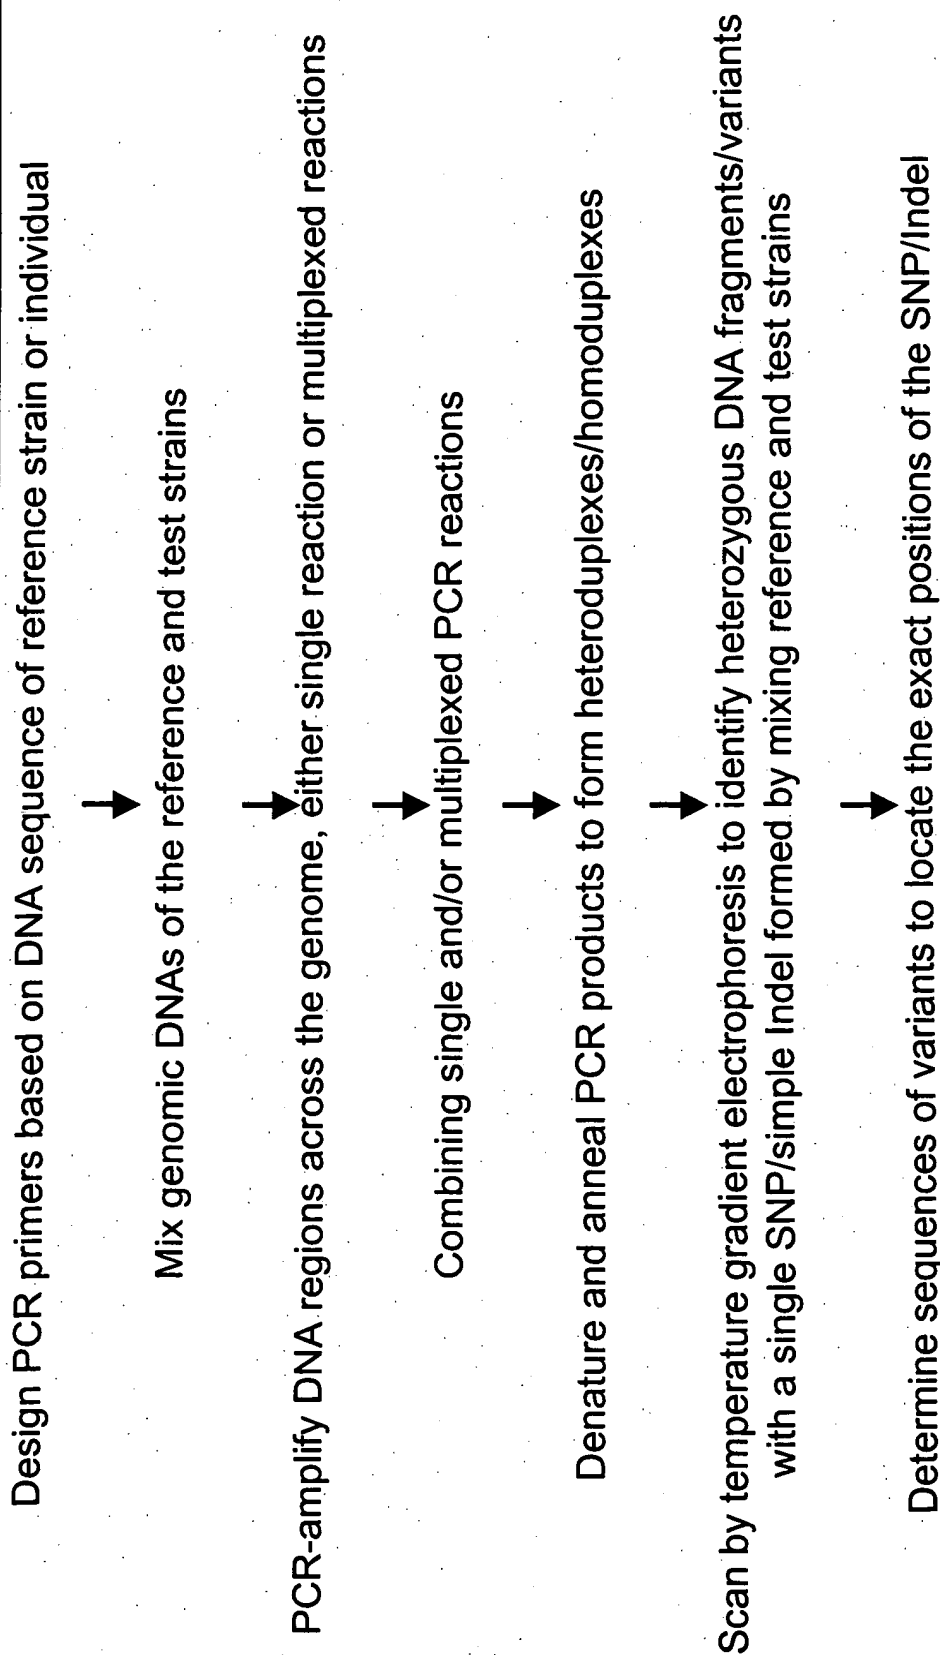 Design PCR primers based on DNA sequence of reference strain or individual
Mix genomic DNAs of the reference and test strains
PCR-amplify DNA regions across the genome, either single reaction or multiplexed reactions
Combining single and/or multiplexed PCR reactions
Denature and anneal PCR products to form heteroduplexes/homoduplexes
Scan by temperature gradient electrophoresis to identify heterozygous DNA fragments/variants
with a single SNP/simple Indel formed by mixing reference and test strains
Determine sequences of variants to locate the exact positions of the SNP/Indel